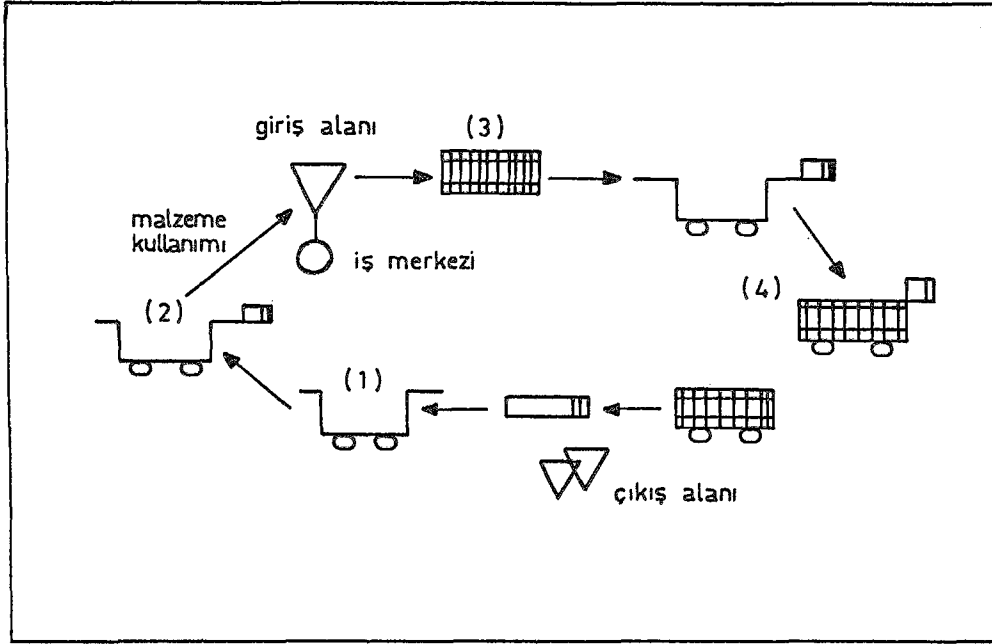 giriş alanı
(3)
malzeme
kullanımı
iş merkezi
(4)
(2)
(1)
çıkış alanı